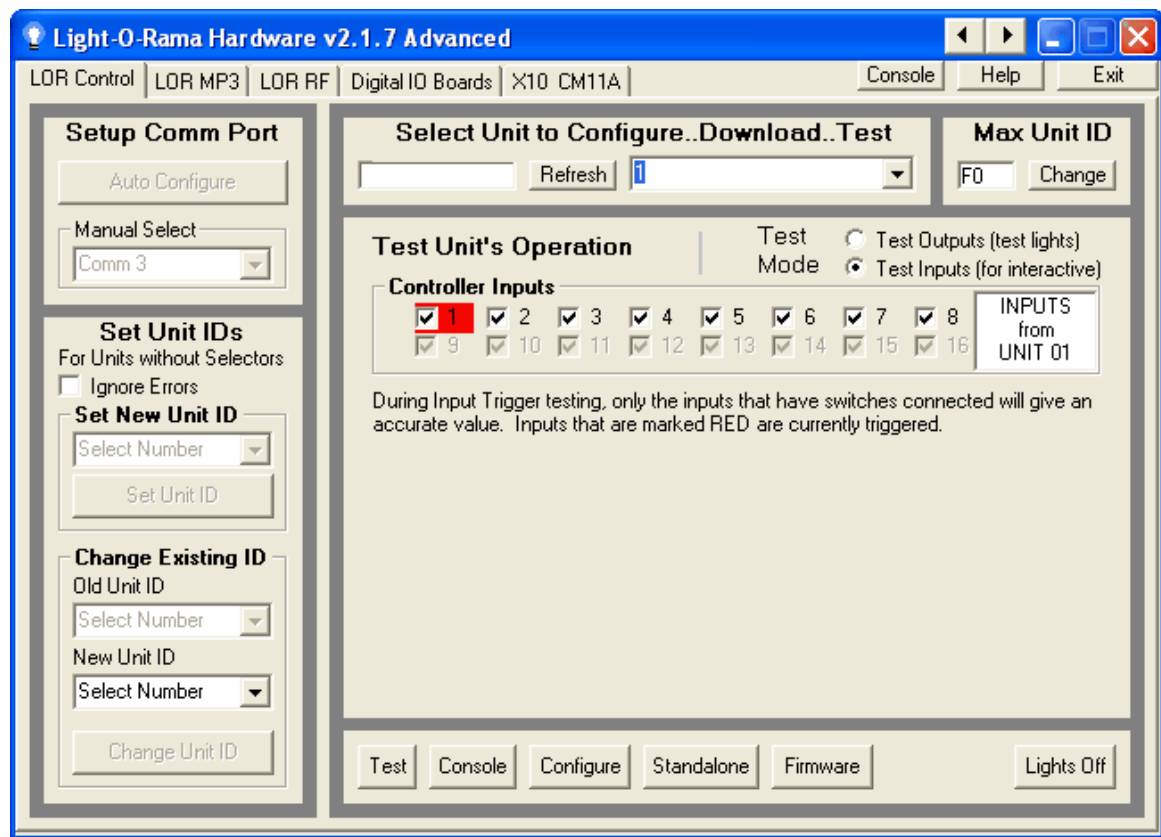 Light-O-Rama Hardware v2.1.7 Advanced
LOR Control LOR MP3 LOR RF Digital IO Boards X10 CM11A Console Help Exit
Setup Comm Port
Auto Configure
Manual Select
Comm 3
Set Unit IDs
For Units without Selectors
Ignore Errors
Set New Unit ID
Select Number
Set Unit ID
Change Existing ID
Old Unit ID
Select Number
New Unit ID
Select Number
Change Unit ID
Select Unit to Configure..Download..Test
Refresh 1
Max Unit ID
F0 Change
Test Unit's Operation
Test Mode
Test Outputs (test lights)
Test Inputs (for interactive)
Controller Inputs
1 2 3 4 5 6 7 8
9 10 11 12 13 14 15 16
INPUTS
from
UNIT 01
During Input Trigger testing, only the inputs that have switches connected will give an
accurate value. Inputs that are marked RED are currently triggered.
Test Console Configure Standalone Firmware Lights Off